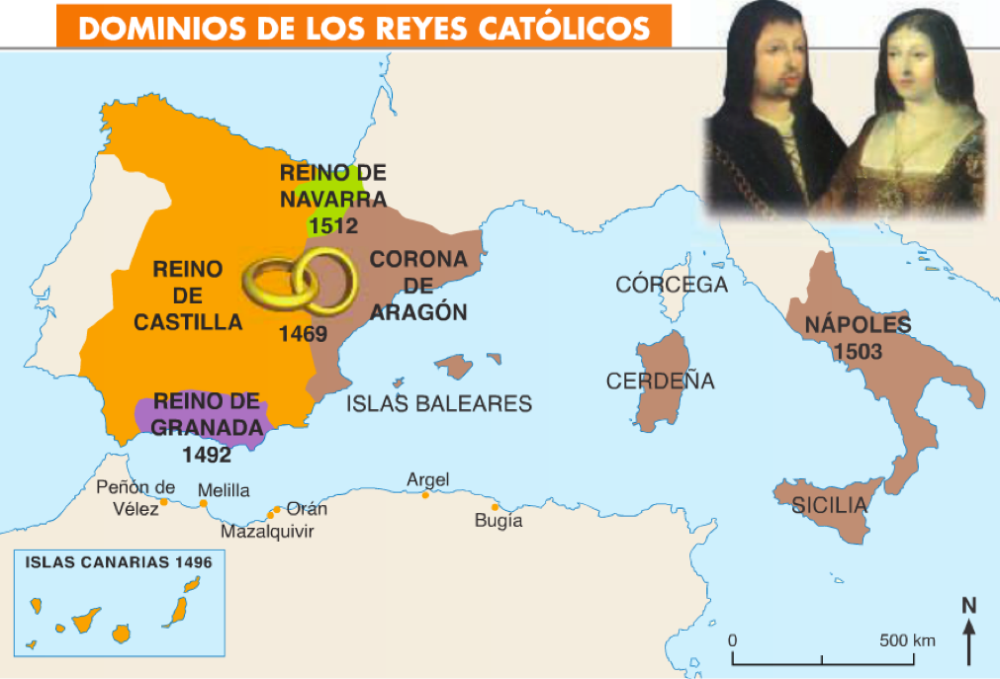 DOMINIOS DE LOS REYES CATÓLICOS
REINO DE
NAVARRA
1512
REINO
DE
CASTILLA
CORONA
DE
ARAGÓN
1469
CÓRCEGA
NÁPOLES
1503
CERDEÑA
ISLAS BALEARES
REINO DE
GRANADA
1492
SICILIA
Peñón de
Vélez
Melilla
Orán
Mazalquivir
Argel
Bugía
ISLAS CANARIAS 1496
N
0
500 km